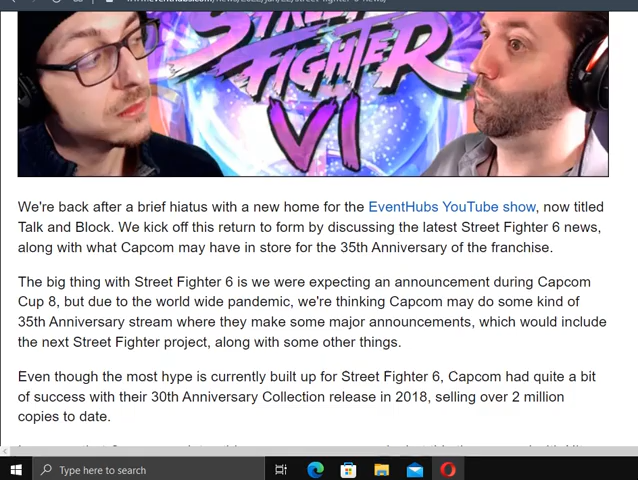 STREET
FIGHTER
VI
We're back after a brief hiatus with a new home for the EventHubs YouTube show, now titled
Talk and Block. We kick off this return to form by discussing the latest Street Fighter 6 news,
along with what Capcom may have in store for the 35th Anniversary of the franchise.
The big thing with Street Fighter 6 is we were expecting an announcement during Capcom
Cup 8, but due to the world wide pandemic, we're thinking Capcom may do some kind of
35th Anniversary stream where they make some major announcements, which would include
the next Street Fighter project, along with some other things.
Even though the most hype is currently built up for Street Fighter 6, Capcom had quite a bit
of success with their 30th Anniversary Collection release in 2018, selling over 2 million
copies to date.
Type here to search